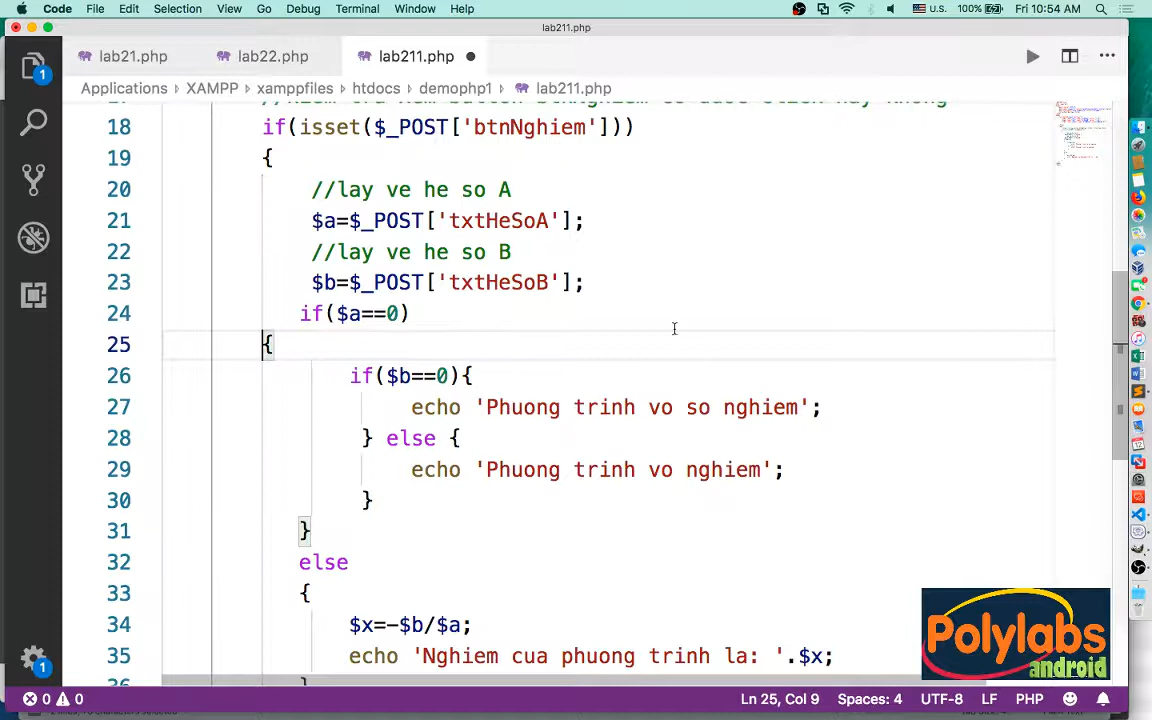 Code File Edit Selection View Go Debug Terminal Window Help U.S. 100% Fri 10:54 AM
lab211.php
lab21.php lab22.php lab211.php
Applications > XAMPP > xamppfiles > htdocs > demophp1 > lab211.php
18 if(isset($_POST['btnNghiem']))
19 {
20 //lay ve he so A
21 $a=$_POST['txtHeSoA'];
22 //lay ve he so B
23 $b=$_POST['txtHeSoB'];
24 if($a==0)
25 {
26 if($b==0){
27 echo 'Phuong trinh vo so nghiem';
28 } else {
29 echo 'Phuong trinh vo nghiem';
30 }
31 }
32 else
33 {
34 $x=-$b/$a;
35 echo 'Nghiem cua phuong trinh la: '.$x;
Polylabs
android
0 0 Ln 25, Col 9 Spaces: 4 UTF-8 LF PHP